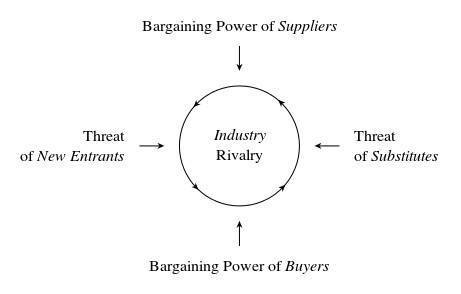 Bargaining Power of Suppliers
Threat
of New Entrants
Industry
Rivalry
Threat
of Substitutes
Bargaining Power of Buyers